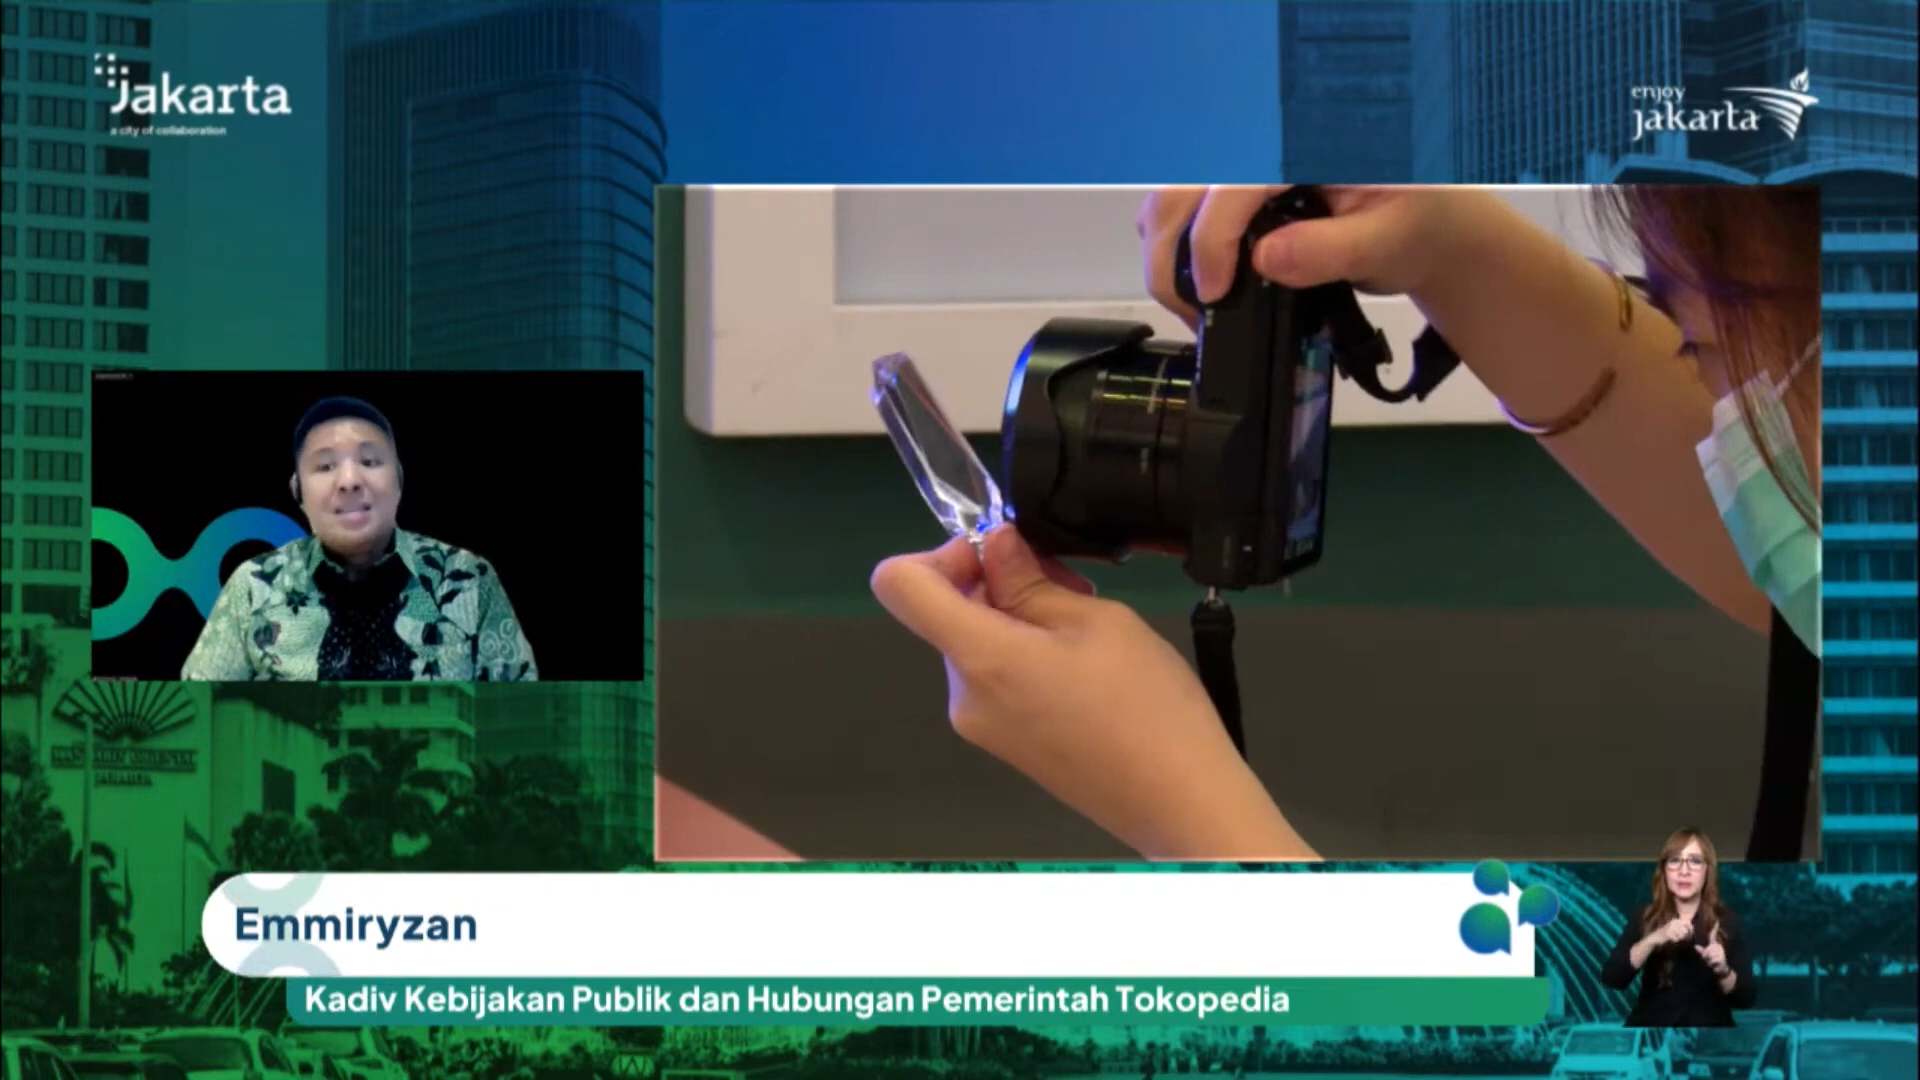 Jakarta
a city of collaboration
enjoy
jakarta
Emmiryzan
Kadiv Kebijakan Publik dan Hubungan Pemerintah Tokopedia